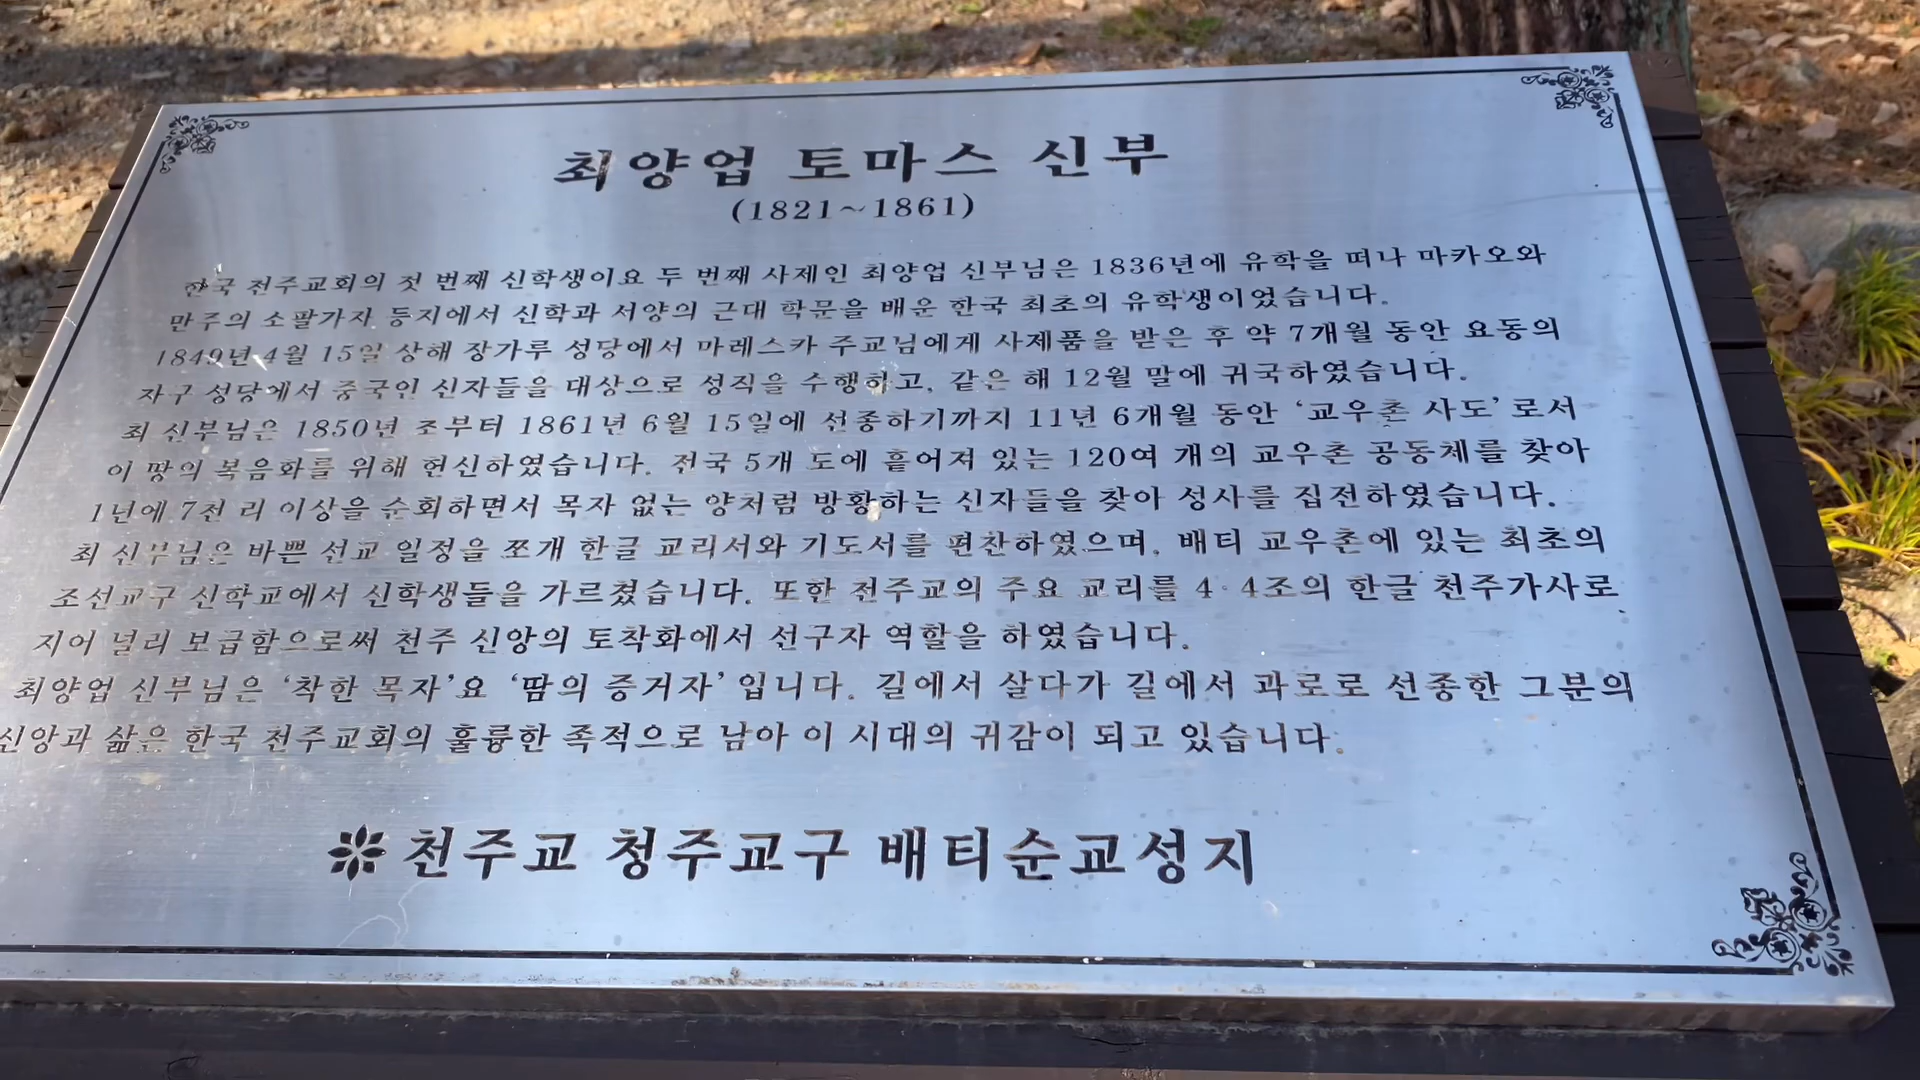 최양업 토마스 신부
(1821~1861)
한국 천주교회의 첫 번째 신학생이요 두 번째 사제인 최양업 신부님은 1836년에 유학을 떠나 마카오와
만주의 소팔가자 등지에서 신학과 서양의 근대 학문을 배운 한국 최초의 유학생이었습니다.
1849년 4월 15일 상해 장가루 성당에서 마레스카 주교님에게 사제품을 받은 후 약 7개월 동안 요동의
자구 성당에서 중국인 신자들을 대상으로 성직을 수행하고, 같은 해 12월 말에 귀국하였습니다.
최 신부님은 1850년 초부터 1861년 6월 15일에 선종하기까지 11년 6개월 동안 ‘교우촌 사도’로서
이 땅의 복음화를 위해 헌신하였습니다. 전국 5개 도에 흩어져 있는 120여 개의 교우촌 공동체를 찾아
1년에 7천 리 이상을 순회하면서 목자 없는 양처럼 방황하는 신자들을 찾아 성사를 집전하였습니다.
최 신부님은 바쁜 선교 일정을 쪼개 한글 교리서와 기도서를 편찬하였으며, 배티 교우촌에 있는 최초의
조선교구 신학교에서 신학생들을 가르쳤습니다. 또한 천주교의 주요 교리를 4·4조의 한글 천주가사로
지어 널리 보급함으로써 천주 신앙의 토착화에서 선구자 역할을 하였습니다.
최양업 신부님은 ‘착한 목자’요 ‘땀의 증거자’입니다. 길에서 살다가 길에서 과로로 선종한 그분의
신앙과 삶은 한국 천주교회의 훌륭한 족적으로 남아 이 시대의 귀감이 되고 있습니다.
천주교 청주교구 배티순교성지